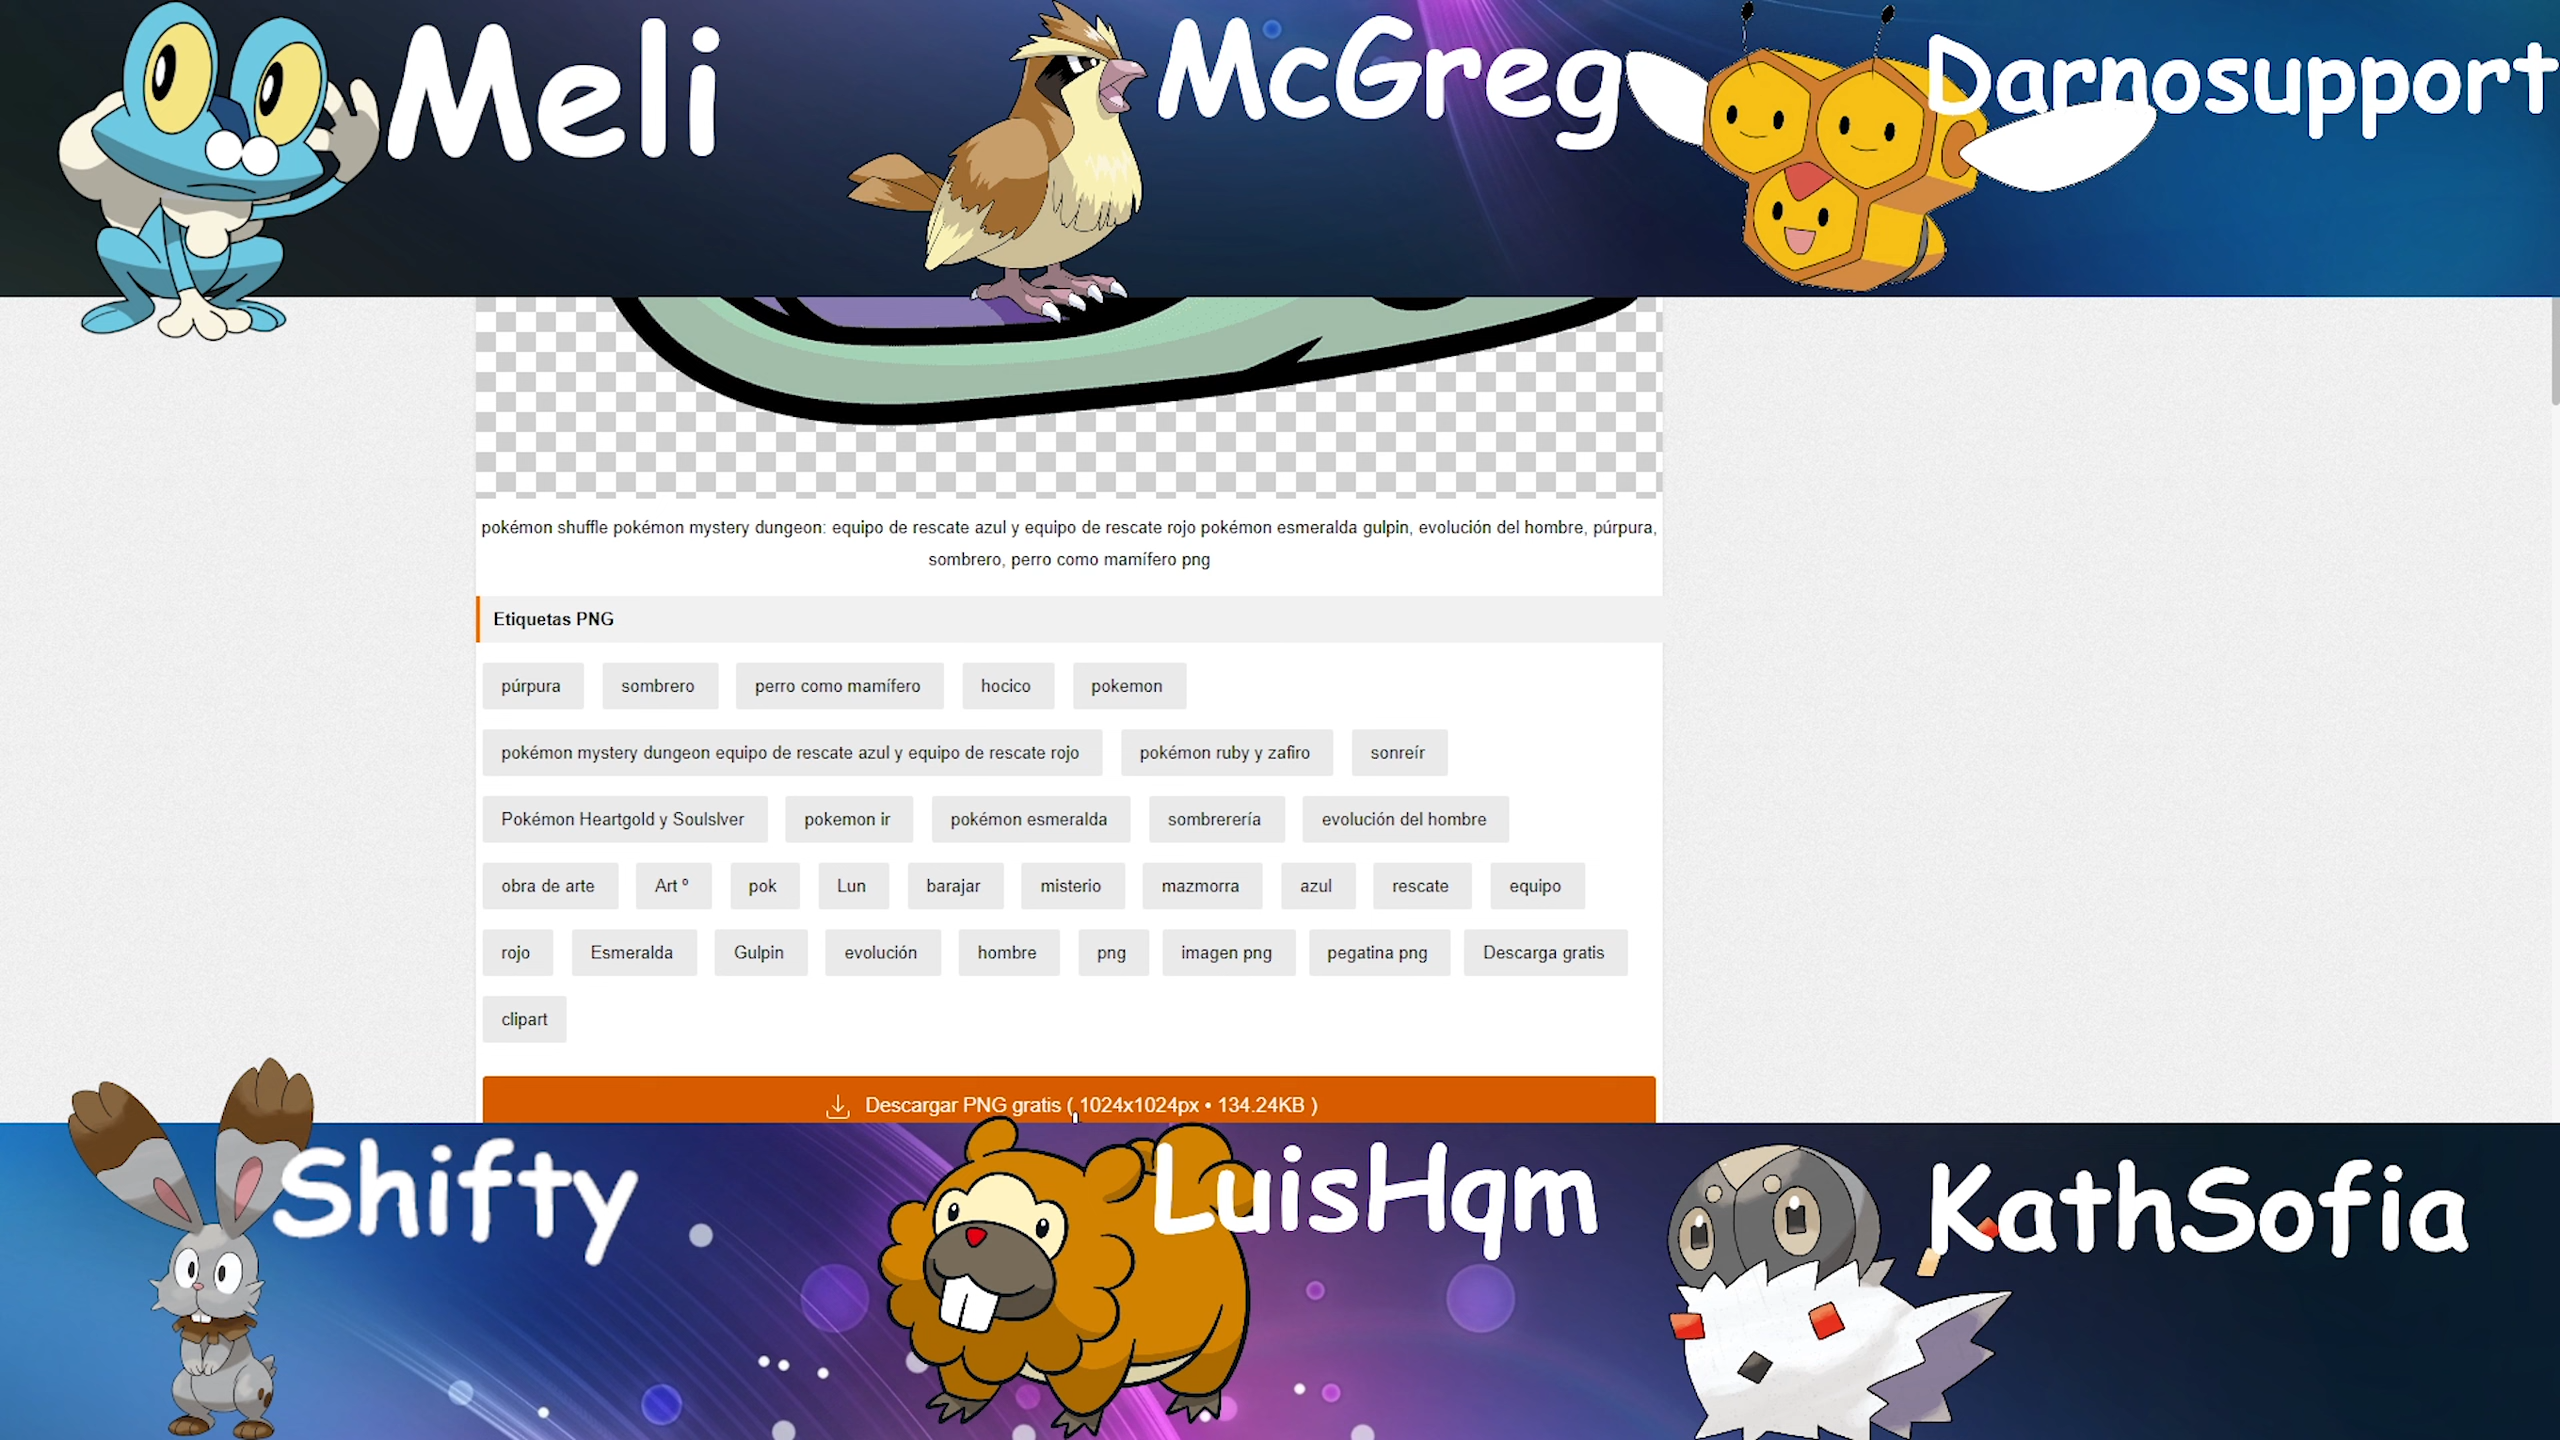 Meli McGreg Darnosupport
pokémon shuffle pokémon mystery dungeon: equipo de rescate azul y equipo de rescate rojo pokémon esmeralda gulpin, evolución del hombre, púrpura,
sombrero, perro como mamífero png
Etiquetas PNG
púrpura sombrero perro como mamífero hocico pokemon
pokémon mystery dungeon equipo de rescate azul y equipo de rescate rojo pokémon ruby y zafiro sonreír
Pokémon Heartgold y Soulslver pokemon ir pokémon esmeralda sombrerería evolución del hombre
obra de arte Art º pok Lun barajar misterio mazmorra azul rescate equipo
rojo Esmeralda Gulpin evolución hombre png imagen png pegatina png Descarga gratis
clipart
Descargar PNG gratis ( 1024x1024px • 134.24KB )
Shifty LuisHqm KathSofia